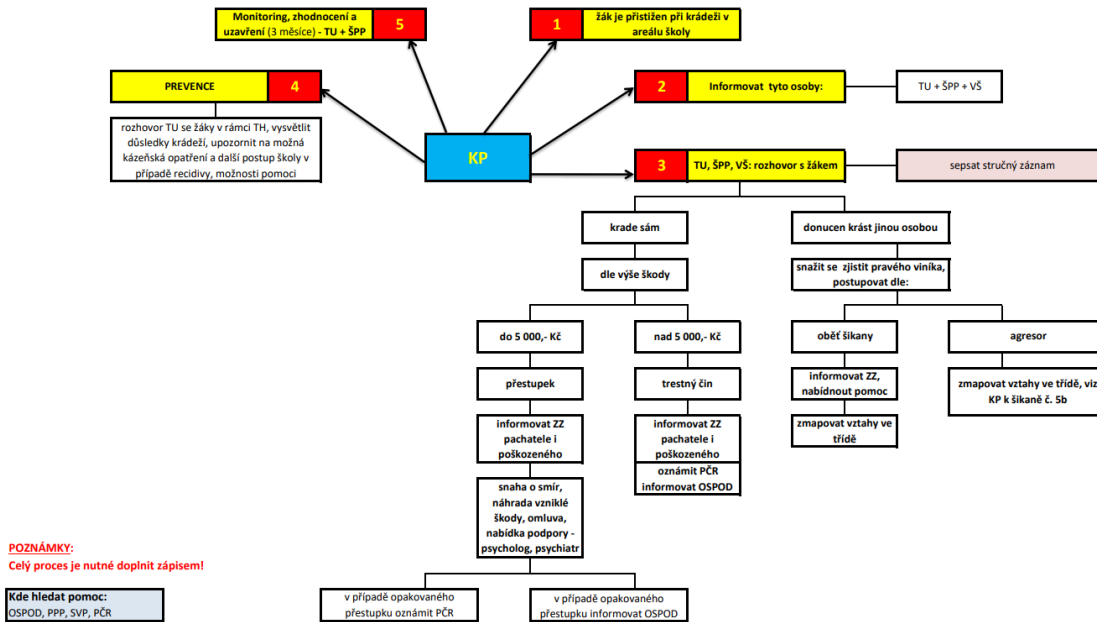 Monitoring, zhodnocení a
uzavření (3 měsíce) - TU + ŠPP
5
1
žák je přistižen při krádeži v
areálu školy
PREVENCE
4
2
Informovat tyto osoby:
TU + ŠPP + VŠ
rozhovor TU se žáky v rámci TH, vysvětlit
důsledky krádeží, upozornit na možná
kázeňská opatření a další postup školy v
případě recidivy, možnosti pomoci
KP
3
TU, ŠPP, VŠ: rozhovor s žákem
sepsat stručný záznam
krade sám
donucen krást jinou osobou
dle výše škody
snažit se zjistit pravého viníka,
postupovat dle:
do 5 000,- Kč
nad 5 000,- Kč
oběť šikany
agresor
přestupek
trestný čin
informovat ZZ,
nabídnout pomoc
zmapovat vztahy ve třídě, viz
KP k šikaně č. 5b
informovat ZZ
pachatele i
poškozeného
informovat ZZ
pachatele i
poškozeného
zmapovat vztahy ve
třídě
oznámit PČR
informovat OSPOD
snaha o smír,
náhrada vzniklé
škody, omluva,
nabídka podpory -
psycholog, psychiatr
POZNÁMKY:
Celý proces je nutné doplnit zápisem!
Kde hledat pomoc:
OSPOD, PPP, SVP, PČR
v případě opakovaného
přestupku oznámit PČR
v případě opakovaného
přestupku informovat OSPOD